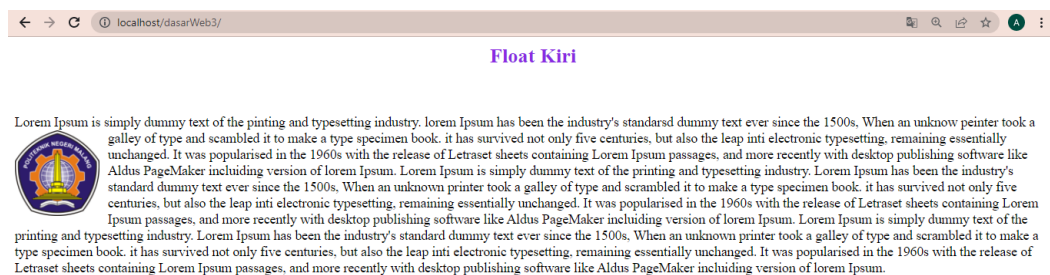 localhost/dasarWeb3/
A
Float Kiri
Lorem Ipsum is simply dummy text of the pinting and typesetting industry. lorem Ipsum has been the industry's standarsd dummy text ever since the 1500s, When an unknow peinter took a
galley of type and scambled it to make a type specimen book. it has survived not only five centuries, but also the leap inti electronic typesetting, remaining essentially
unchanged. It was popularised in the 1960s with the release of Letraset sheets containing Lorem Ipsum passages, and more recently with desktop publishing software like
Aldus PageMaker incluiding version of lorem Ipsum. Lorem Ipsum is simply dummy text of the printing and typesetting industry. Lorem Ipsum has been the industry's
standard dummy text ever since the 1500s, When an unknown printer took a galley of type and scrambled it to make a type specimen book. it has survived not only five
centuries, but also the leap inti electronic typesetting, remaining essentially unchanged. It was popularised in the 1960s with the release of Letraset sheets containing Lorem
Ipsum passages, and more recently with desktop publishing software like Aldus PageMaker incluiding version of lorem Ipsum. Lorem Ipsum is simply dummy text of the
printing and typesetting industry. Lorem Ipsum has been the industry's standard dummy text ever since the 1500s, When an unknown printer took a galley of type and scrambled it to make a
type specimen book. it has survived not only five centuries, but also the leap inti electronic typesetting, remaining essentially unchanged. It was popularised in the 1960s with the release of
Letraset sheets containing Lorem Ipsum passages, and more recently with desktop publishing software like Aldus PageMaker incluiding version of lorem Ipsum.
POLITEKNIK NEGERI MALANG